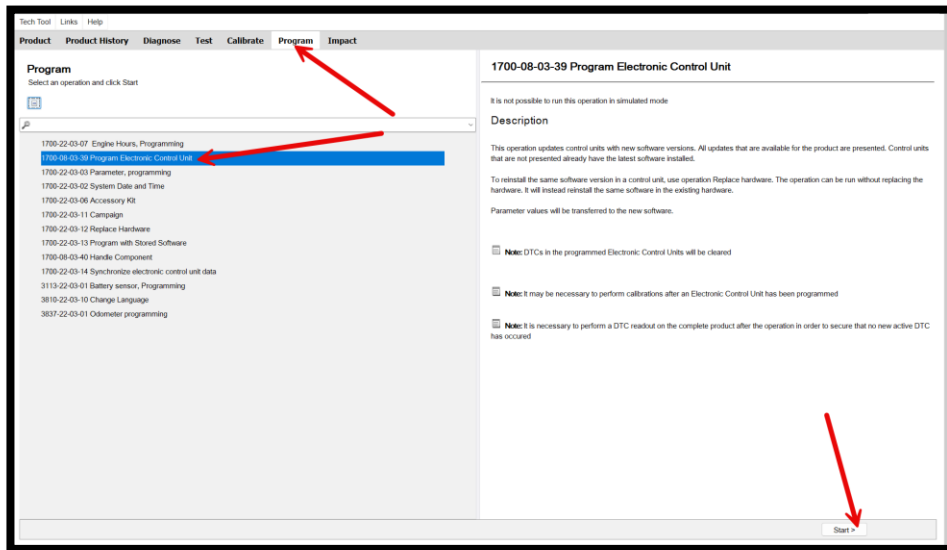 Tech Tool Links Help
Product Product History Diagnose Test Calibrate Program Impact
Program
Select an operation and click Start
1700-22-03-07 Engine Hours, Programming
1700-08-03-39 Program Electronic Control Unit
1700-22-03-03 Parameter, programming
1700-22-03-02 System Date and Time
1700-22-03-06 Accessory Kit
1700-22-03-11 Campaign
1700-22-03-12 Replace Hardware
1700-22-03-13 Program with Stored Software
1700-08-03-40 Handle Component
1700-22-03-14 Synchronize electronic control unit data
3113-22-03-01 Battery sensor, Programming
3810-22-03-10 Change Language
3837-22-03-01 Odometer programming
1700-08-03-39 Program Electronic Control Unit
It is not possible to run this operation in simulated mode
Description
This operation updates control units with new software versions. All updates that are available for the product are presented. Control units
that are not presented already have the latest software installed.
To reinstall the same software version in a control unit, use operation Replace hardware. The operation can be run without replacing the
hardware. It will instead reinstall the same software in the existing hardware.
Parameter values will be transferred to the new software.
Note: DTCs in the programmed Electronic Control Units will be cleared
Note: It may be necessary to perform calibrations after an Electronic Control Unit has been programmed
Note: It is necessary to perform a DTC readout on the complete product after the operation in order to secure that no new active DTC
has occured
Start >